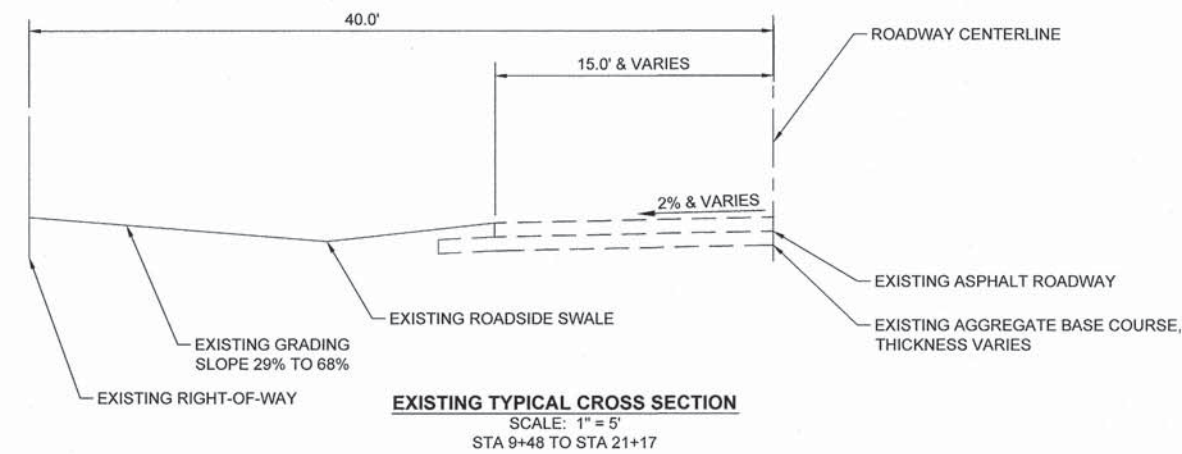 40.0'
ROADWAY CENTERLINE
15.0' & VARIES
2% & VARIES
EXISTING ASPHALT ROADWAY
EXISTING ROADSIDE SWALE
EXISTING AGGREGATE BASE COURSE,
THICKNESS VARIES
EXISTING GRADING
SLOPE 29% TO 68%
EXISTING RIGHT-OF-WAY
EXISTING TYPICAL CROSS SECTION
SCALE: 1" = 5'
STA 9+48 TO STA 21+17